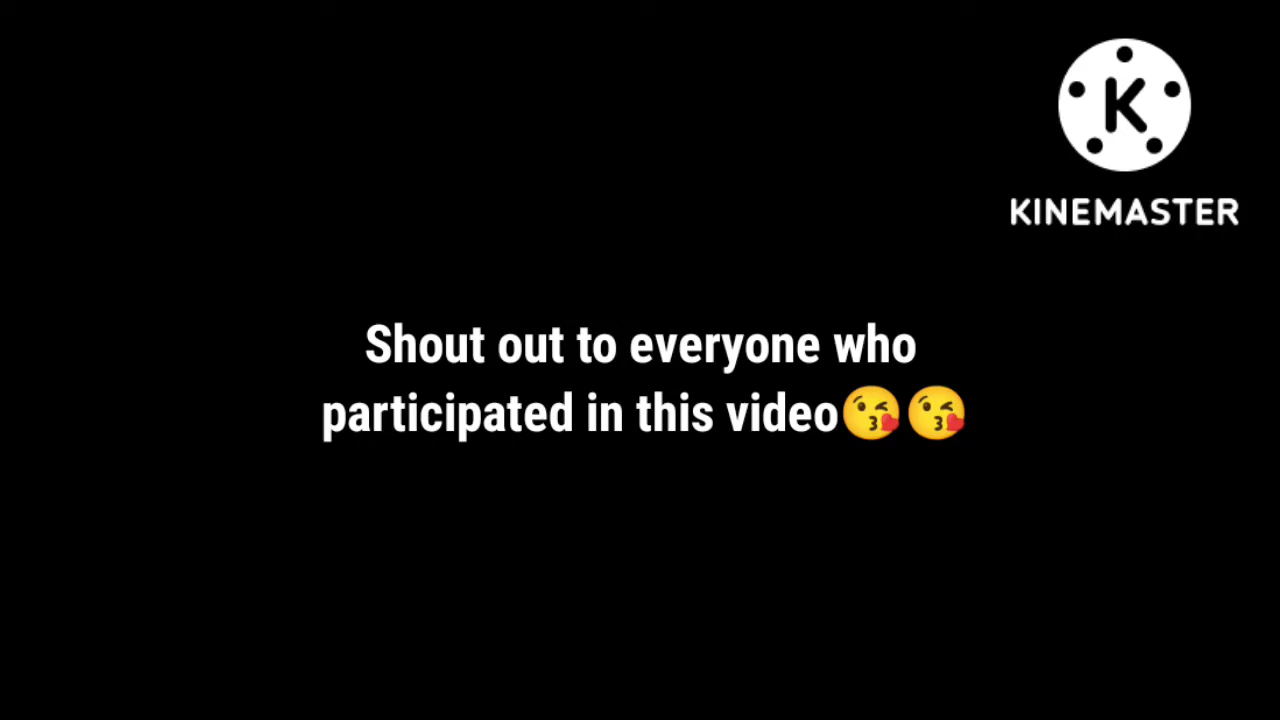 K
KINEMASTER
Shout out to everyone who
participated in this video😘😘